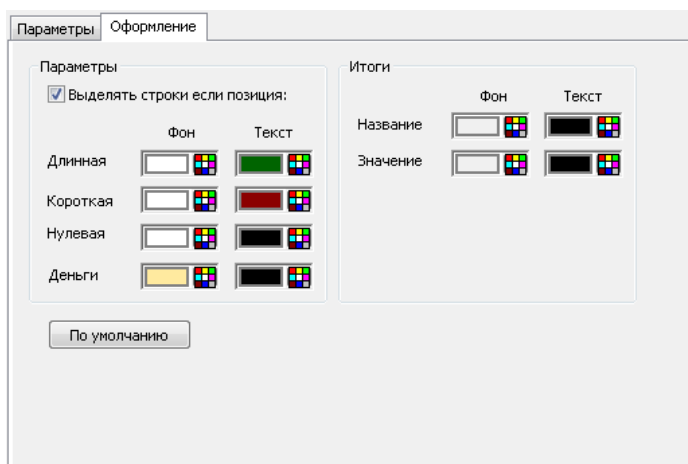 Параметры Оформление
Параметры
Выделять строки если позиция:
Фон Текст
Длинная
Короткая
Нулевая
Деньги
Итоги
Фон Текст
Название
Значение
По умолчанию